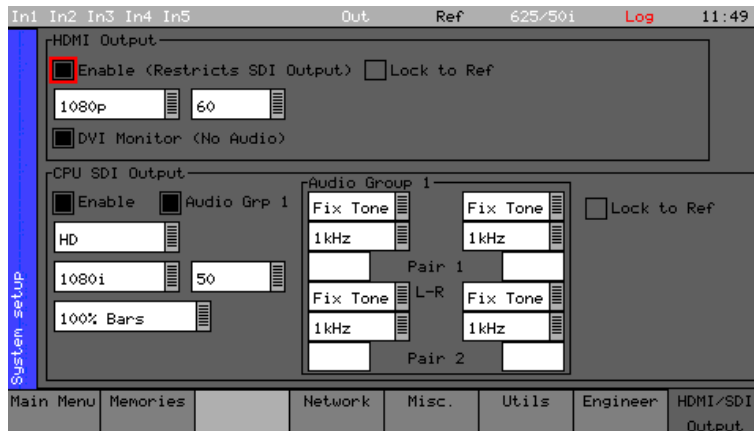 In1 In2 In3 In4 In5 Out Ref 625/50i Log 11:49
HDMI Output
Enable (Restricts SDI Output) Lock to Ref
1080p 60
DVI Monitor (No Audio)
CPU SDI Output
Enable Audio Grp 1
HD
1080i 50
100% Bars
Audio Group 1
Fix Tone Fix Tone
1kHz 1kHz
Pair 1
L-R
Fix Tone Fix Tone
1kHz 1kHz
Pair 2
Lock to Ref
System setup
Main Menu Memories Network Misc. Utils Engineer HDMI/SDI
Output